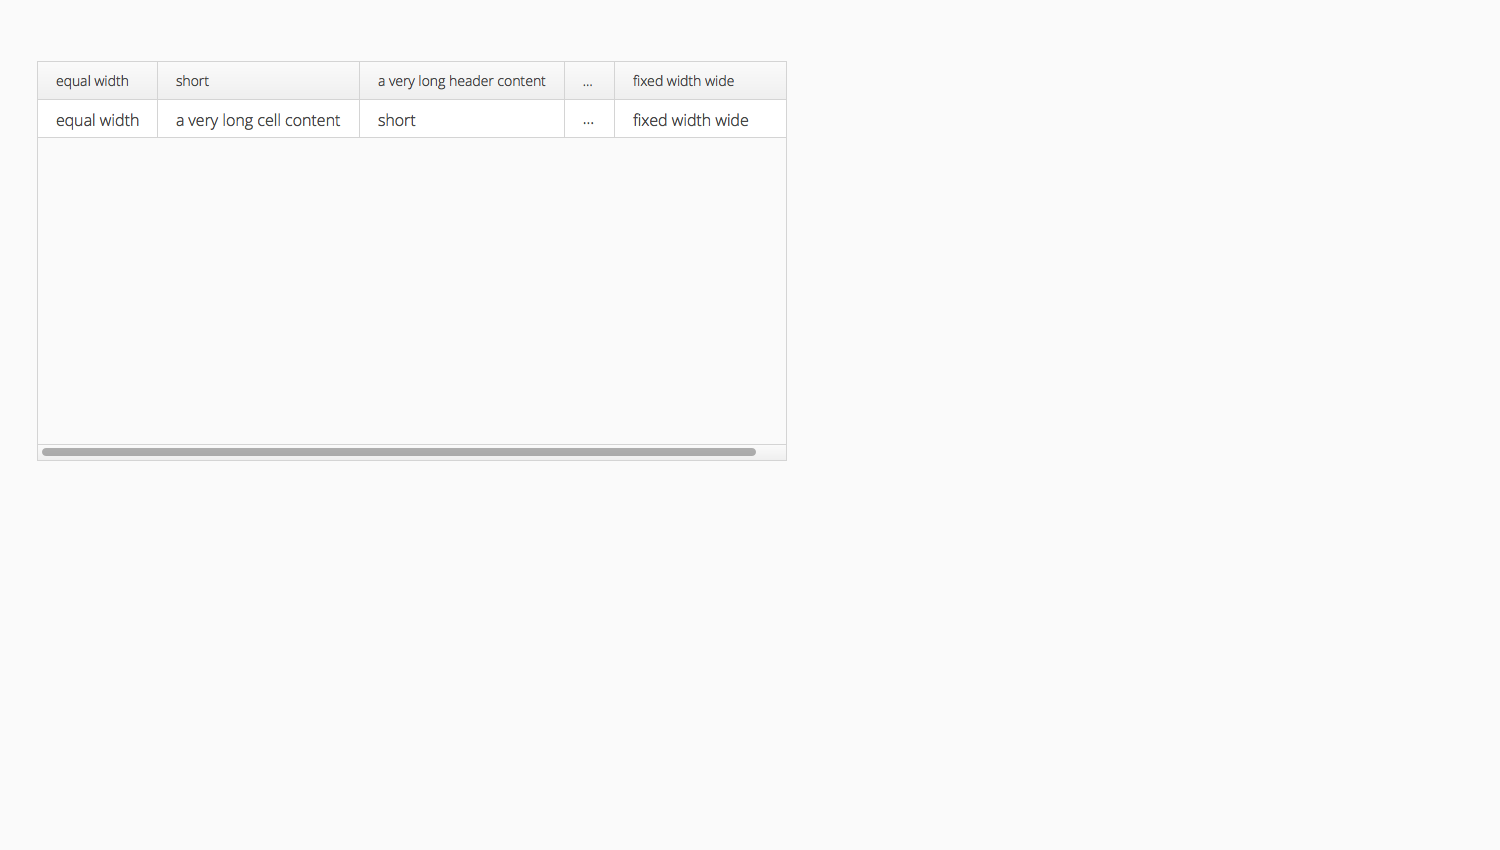 equal width short a very long header content ... fixed width wide
equal width a very long cell content short ... fixed width wide